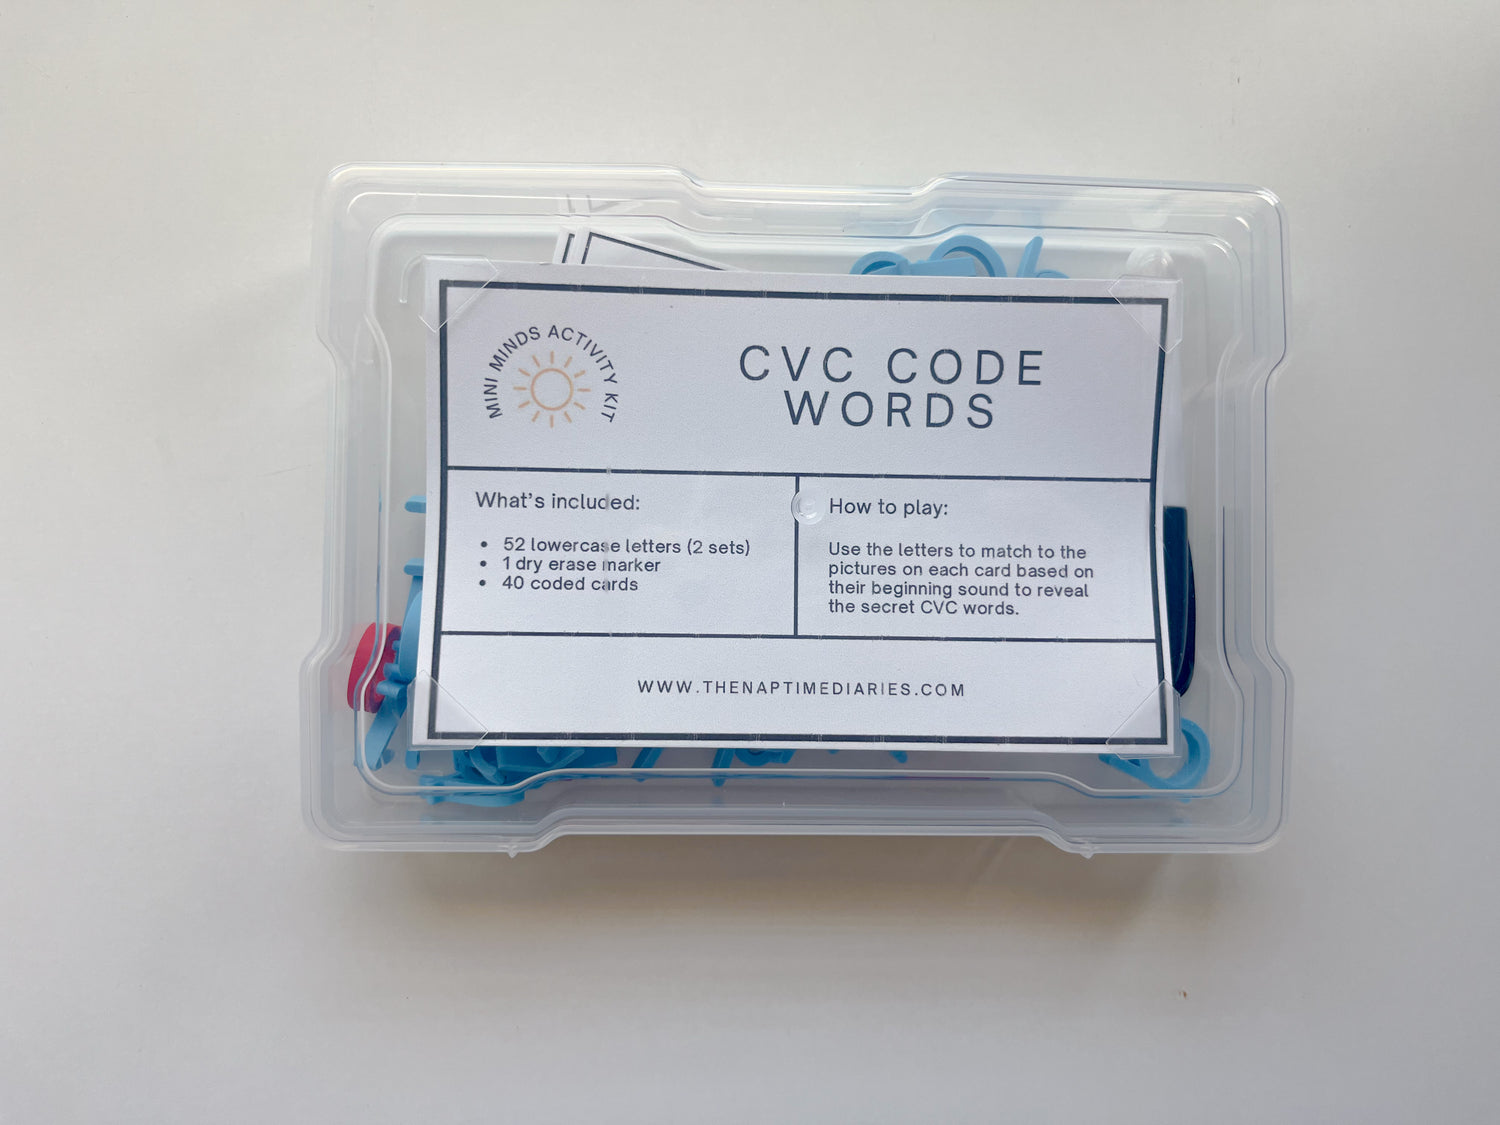 MINI MINDS ACTIVITY KIT
CVC CODE
WORDS
What's included:
• 52 lowercase letters (2 sets)
• 1 dry erase marker
• 40 coded cards
How to play:
Use the letters to match to the
pictures on each card based on
their beginning sound to reveal
the secret CVC words.
WWW.THENAPTIMEDIARIES.COM